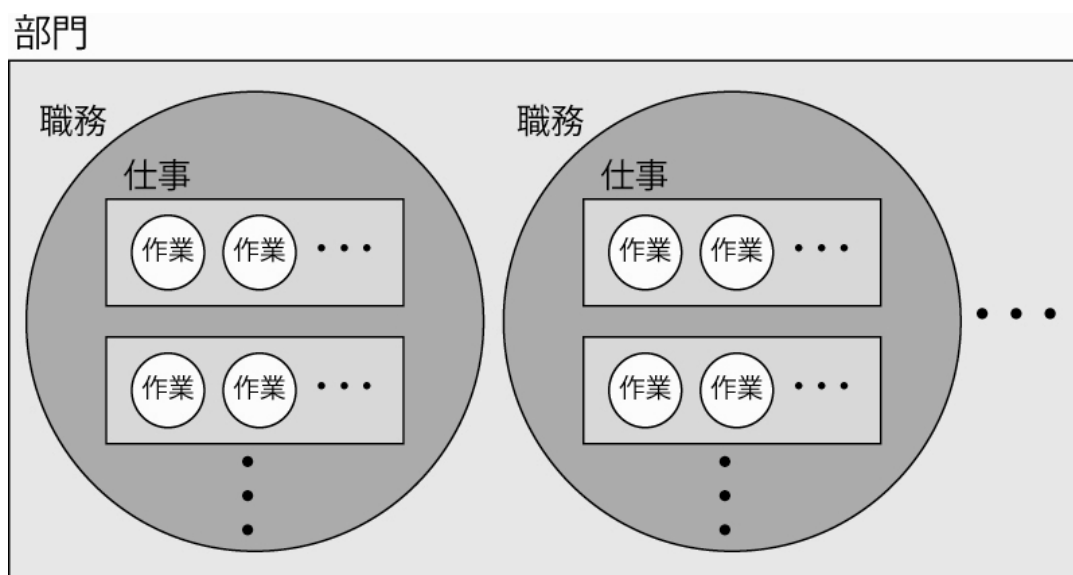 部門
職務 職務
仕事 仕事
作業 作業 ・・・ 作業 作業 ・・・
・・・
作業 作業 ・・・ 作業 作業 ・・・